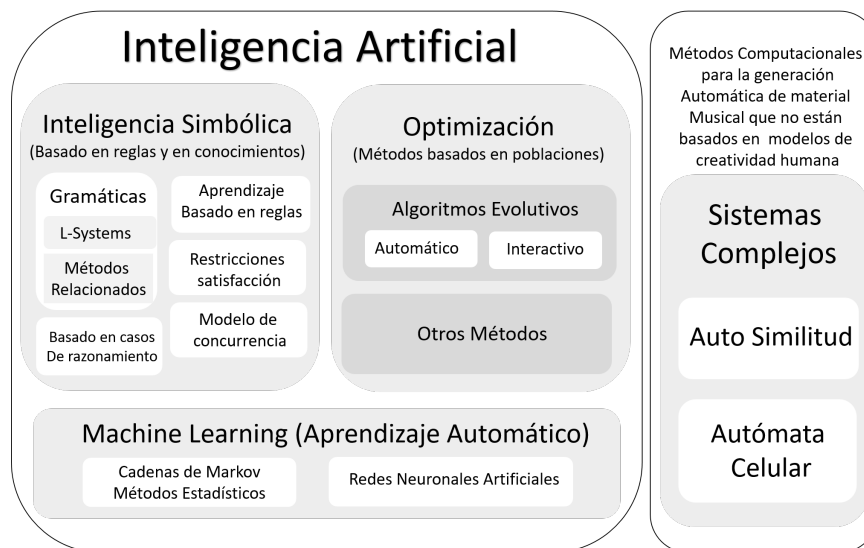 Inteligencia Artificial
Inteligencia Simbólica
(Basado en reglas y en conocimientos)
Gramáticas
L-Systems
Métodos
Relacionados
Basado en casos
De razonamiento
Aprendizaje
Basado en reglas
Restricciones
satisfacción
Modelo de
concurrencia
Optimización
(Métodos basados en poblaciones)
Algoritmos Evolutivos
Automático
Interactivo
Otros Métodos
Machine Learning (Aprendizaje Automático)
Cadenas de Markov
Métodos Estadísticos
Redes Neuronales Artificiales
Métodos Computacionales
para la generación
Automática de material
Musical que no están
basados en modelos de
creatividad humana
Sistemas
Complejos
Auto Similitud
Autómata
Celular